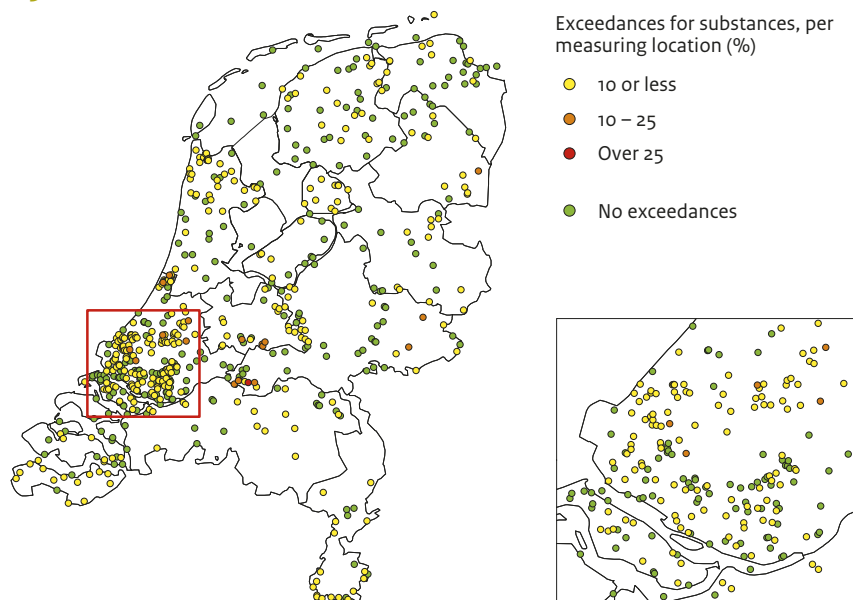 Exceedances for substances, per
measuring location (%)
10 or less
10 – 25
Over 25
No exceedances